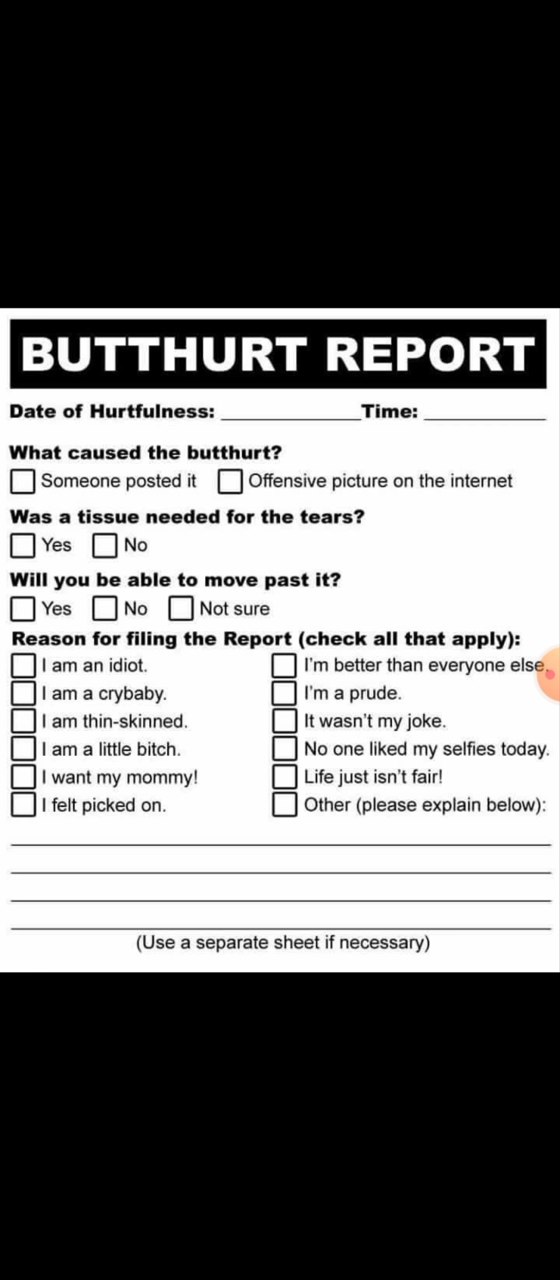 BUTTHURT REPORT
Date of Hurtfulness: ______________ Time: ____________
What caused the butthurt?
Someone posted it Offensive picture on the internet
Was a tissue needed for the tears?
Yes No
Will you be able to move past it?
Yes No Not sure
Reason for filing the Report (check all that apply):
I am an idiot. I'm better than everyone else.
I am a crybaby. I'm a prude.
I am thin-skinned. It wasn't my joke.
I am a little bitch. No one liked my selfies today.
I want my mommy! Life just isn't fair!
I felt picked on. Other (please explain below):
(Use a separate sheet if necessary)